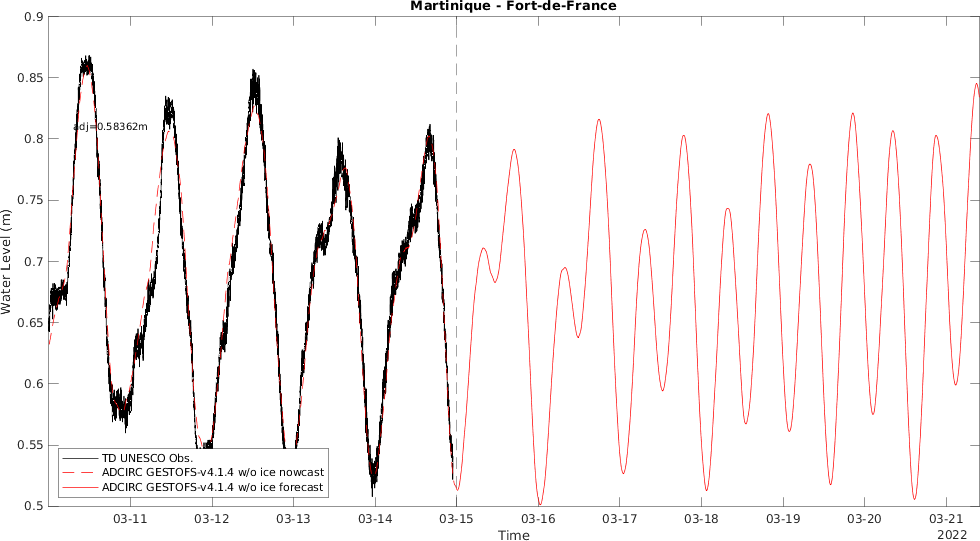 Martinique - Fort-de-France
0.9
0.85
0.8
0.75
0.7
0.65
0.6
0.55
0.5
Water Level (m)
adj=0.58362m
TD UNESCO Obs.
ADCIRC GESTOFS-v4.1.4 w/o ice nowcast
ADCIRC GESTOFS-v4.1.4 w/o ice forecast
03-11 03-12 03-13 03-14 03-15 03-16 03-17 03-18 03-19 03-20 03-21
Time
2022